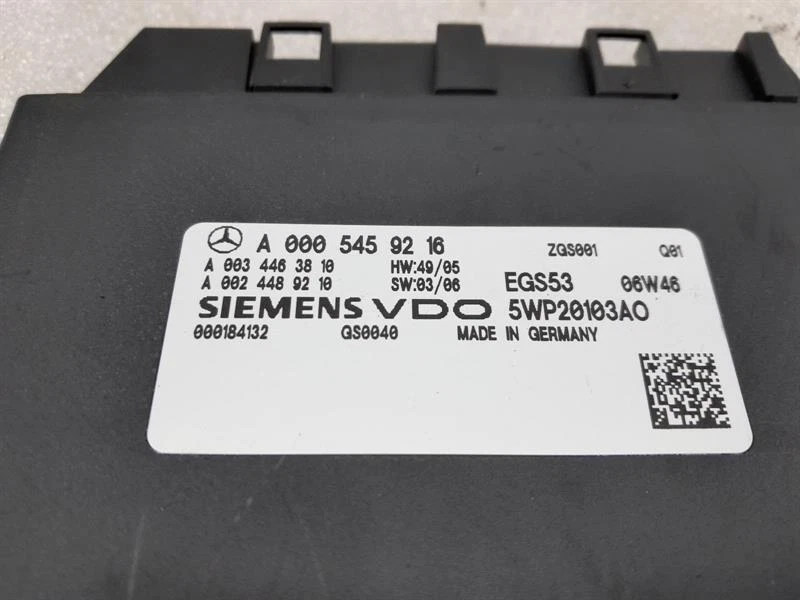 A 000 545 92 16 ZGS001 Q01
A 003 446 38 10 HW:49/05
A 002 448 92 10 SW:03/06 EGS53 06W46
SIEMENS VDO 5WP20103AO
000184132 QS0040 MADE IN GERMANY